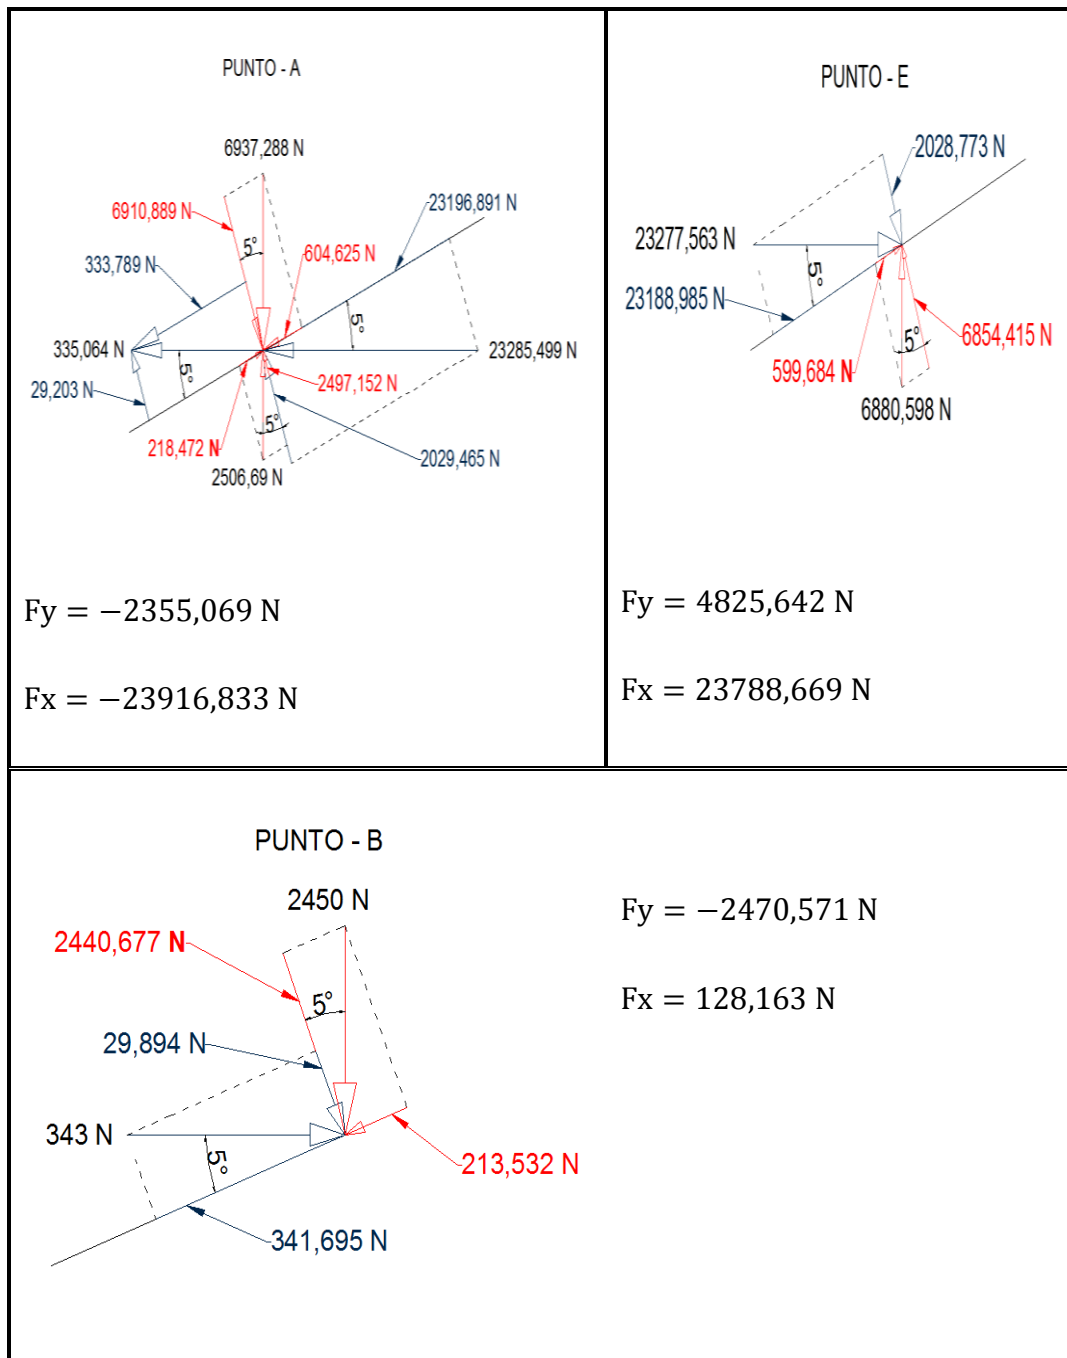 PUNTO - A
6937,288 N
6910,889 N
23196,891 N
5°
604,625 N
333,789 N
5°
335,064 N
23285,499 N
5°
2497,152 N
29,203 N
5°
218,472 N
2029,465 N
2506,69 N
Fy = −2355,069 N
Fx = −23916,833 N
PUNTO - E
2028,773 N
23277,563 N
5°
23188,985 N
6854,415 N
5°
599,684 N
6880,598 N
Fy = 4825,642 N
Fx = 23788,669 N
PUNTO - B
2450 N
2440,677 N
5°
29,894 N
343 N
5°
213,532 N
341,695 N
Fy = −2470,571 N
Fx = 128,163 N